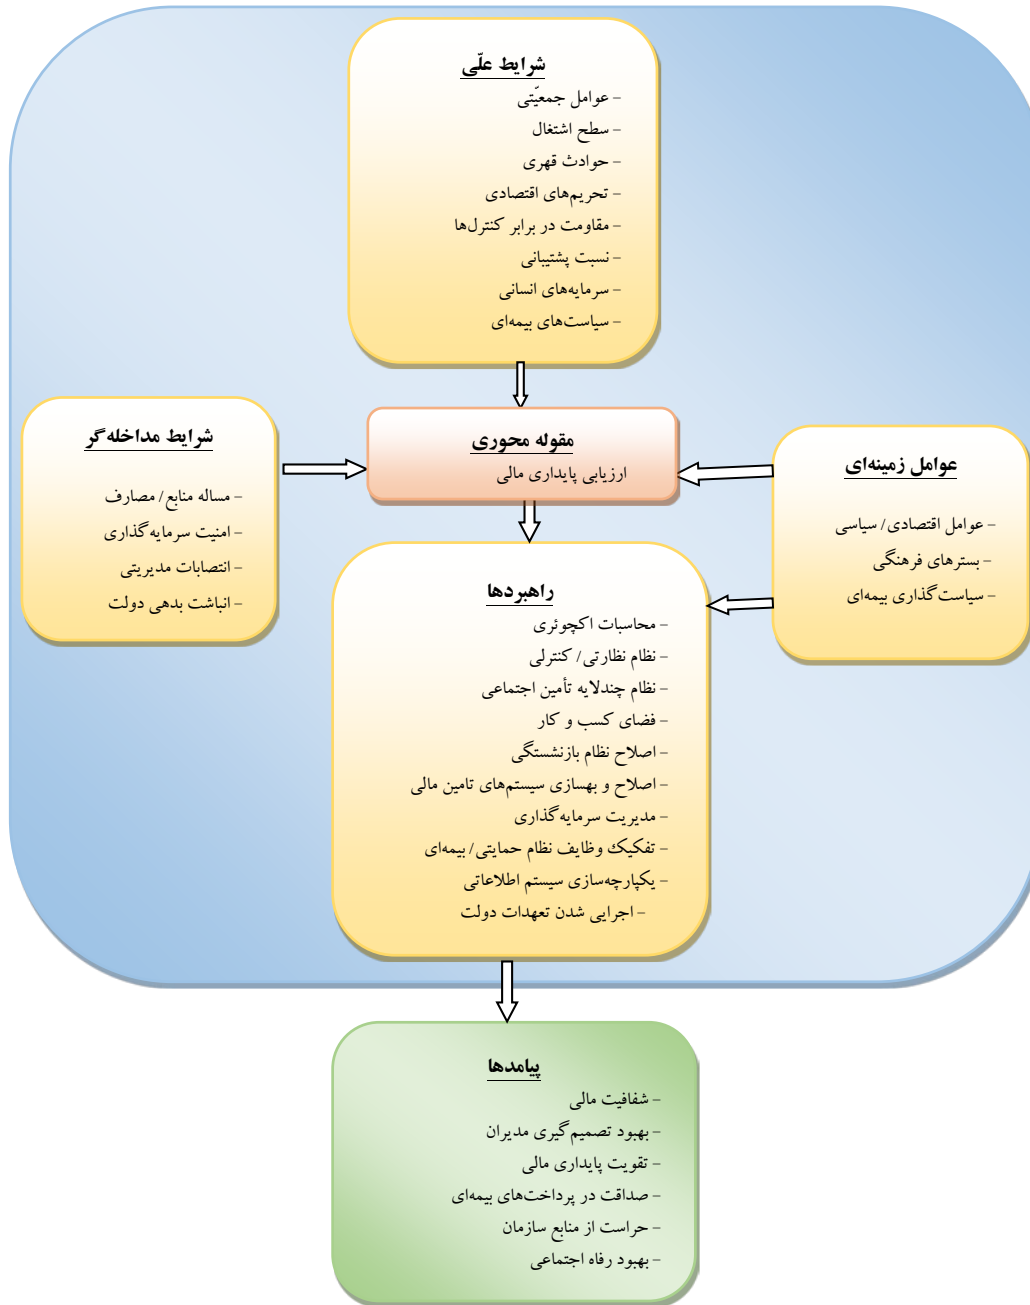 شرایط علّی
- عوامل جمعیّتی
- سطح اشتغال
- حوادث قهری
- تحریم‌های اقتصادی
- مقاومت در برابر کنترل‌ها
- نسبت پشتیبانی
- سرمایه‌های انسانی
- سیاست‌های بیمه‌ای
مقوله محوری
ارزیابی پایداری مالی
عوامل زمینه‌ای
- عوامل اقتصادی/ سیاسی
- بسترهای فرهنگی
- سیاست‌گذاری بیمه‌ای
شرایط مداخله‌گر
- مساله منابع/ مصارف
- امنیت سرمایه‌گذاری
- انتصابات مدیریتی
- انباشت بدهی دولت
راهبردها
- محاسبات اکچوئری
- نظام نظارتی/ کنترلی
- نظام چندلایه تأمین اجتماعی
- فضای کسب و کار
- اصلاح نظام بازنشستگی
- اصلاح و بهسازی سیستم‌های تامین مالی
- مدیریت سرمایه‌گذاری
- تفکیک وظایف نظام حمایتی/ بیمه‌ای
- یکپارچه‌سازی سیستم اطلاعاتی
- اجرایی شدن تعهدات دولت
پیامدها
- شفافیت مالی
- بهبود تصمیم‌گیری مدیران
- تقویت پایداری مالی
- صداقت در پرداخت‌های بیمه‌ای
- حراست از منابع سازمان
- بهبود رفاه اجتماعی